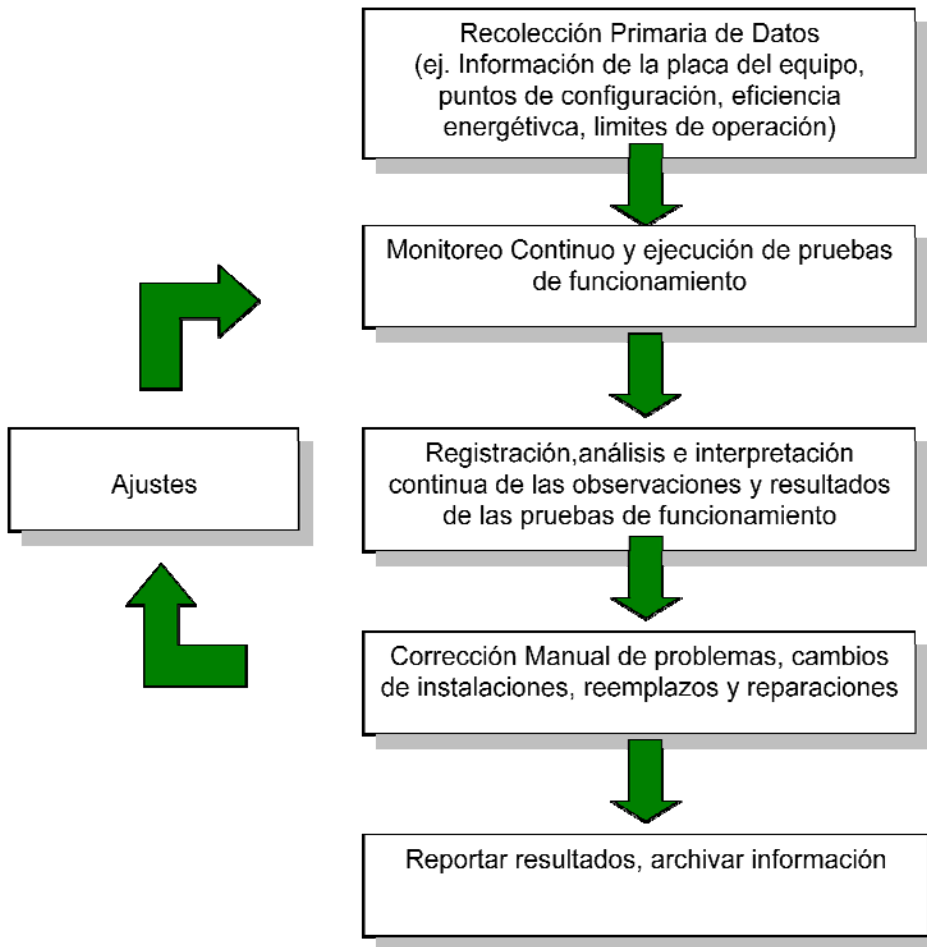 Recolección Primaria de Datos
(ej. Información de la placa del equipo,
puntos de configuración, eficiencia
energétivca, limites de operación)
Monitoreo Continuo y ejecución de pruebas
de funcionamiento
Ajustes
Registración,análisis e interpretación
continua de las observaciones y resultados
de las pruebas de funcionamiento
Corrección Manual de problemas, cambios
de instalaciones, reemplazos y reparaciones
Reportar resultados, archivar información